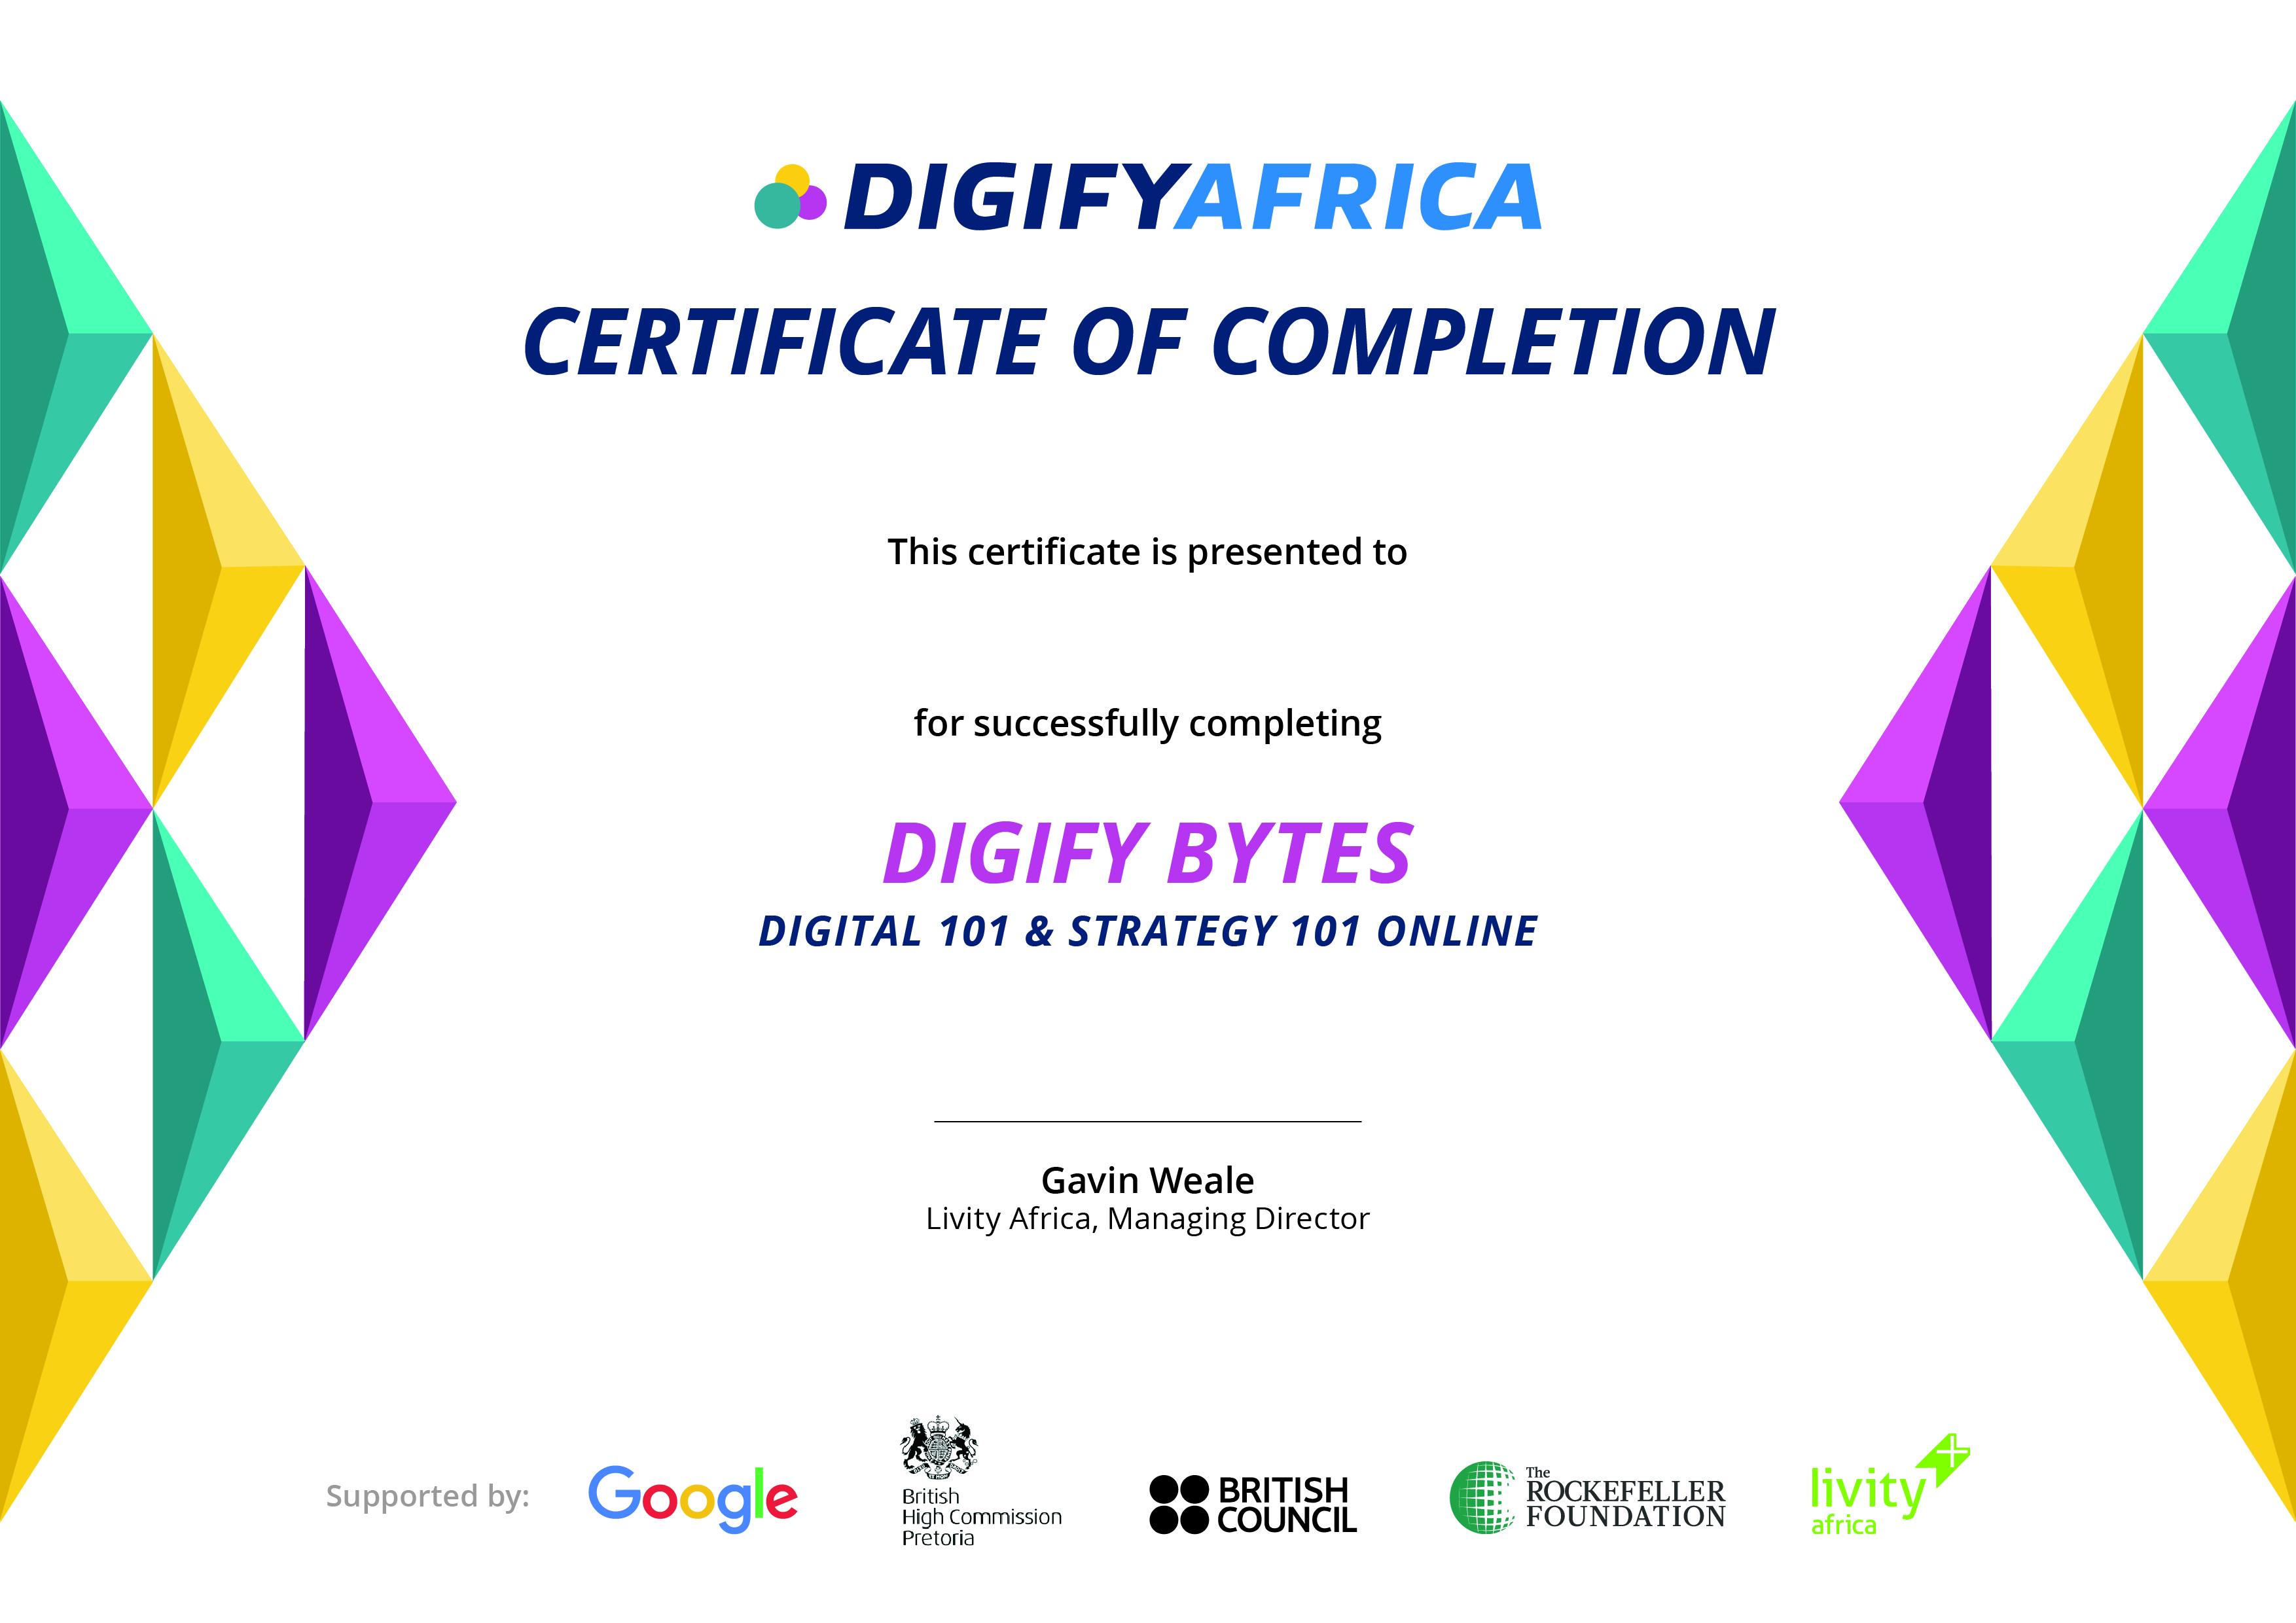 DIGIFYAFRICA
CERTIFICATE OF COMPLETION
This certificate is presented to
for successfully completing
DIGIFY BYTES
DIGITAL 101 & STRATEGY 101 ONLINE
Gavin Weale
Livity Africa, Managing Director
Supported by:
Google
British
High Commission
Pretoria
BRITISH
COUNCIL
The
ROCKEFELLER
FOUNDATION
livity
africa